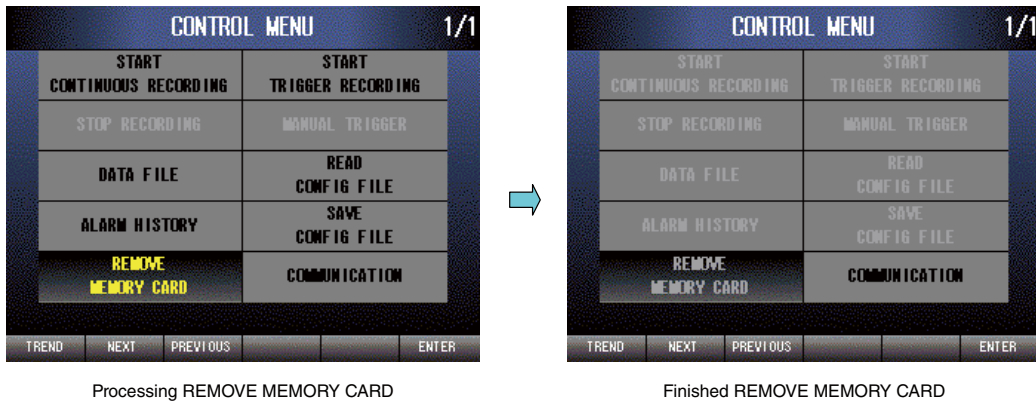 CONTROL MENU 1/1
START
CONTINUOUS RECORDING
START
TRIGGER RECORDING
STOP RECORDING
MANUAL TRIGGER
DATA FILE
READ
CONFIG FILE
ALARM HISTORY
SAVE
CONFIG FILE
REMOVE
MEMORY CARD
COMMUNICATION
TREND NEXT PREVIOUS ENTER
Processing REMOVE MEMORY CARD
CONTROL MENU 1/1
START
CONTINUOUS RECORDING
START
TRIGGER RECORDING
STOP RECORDING
MANUAL TRIGGER
DATA FILE
READ
CONFIG FILE
ALARM HISTORY
SAVE
CONFIG FILE
REMOVE
MEMORY CARD
COMMUNICATION
TREND NEXT PREVIOUS ENTER
Finished REMOVE MEMORY CARD